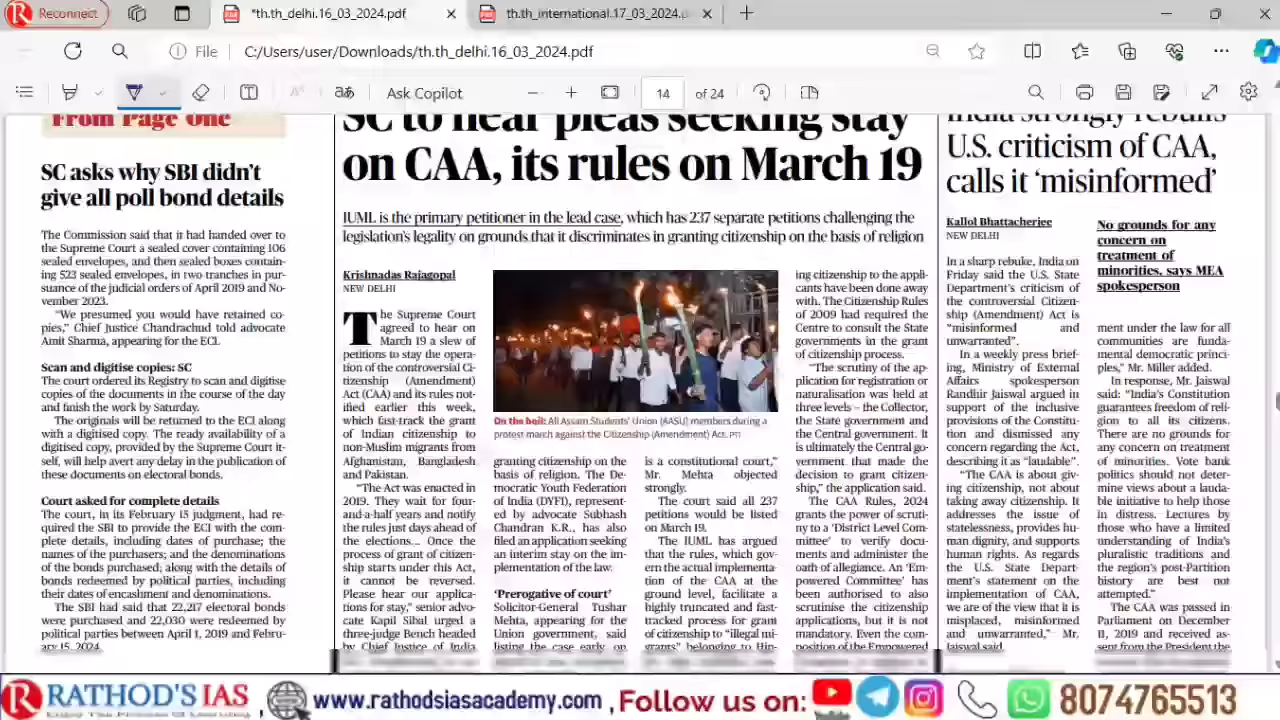 Reconnect
*th.th_delhi.16_03_2024.pdf
th.th_international.17_03_2024.
File
C:/Users/user/Downloads/th.th_delhi.16_03_2024.pdf
Ask Copilot
14
of 24
From Page One
SC asks why SBI didn't
give all poll bond details
The Commission said that it had handed over to
the Supreme Court a sealed cover containing 106
sealed envelopes, and then sealed boxes contain-
ing 523 sealed envelopes, in two tranches in pur-
suance of the judicial orders of April 2019 and No-
vember 2023.
"We presumed you would have retained co-
pies," Chief Justice Chandrachud told advocate
Amit Sharma, appearing for the ECI.
Scan and digitise copies: SC
The court ordered its Registry to scan and digitise
copies of the documents in the course of the day
and finish the work by Saturday.
The originals will be returned to the ECI along
with a digitised copy. The ready availability of a
digitised copy, provided by the Supreme Court it-
self, will help avert any delay in the publication of
these documents on electoral bonds.
Court asked for complete details
The court, in its February 15 judgment, had re-
quired the SBI to provide the ECI with the com-
plete details, including dates of purchase; the
names of the purchasers; and the denominations
of the bonds purchased; along with the details of
bonds redeemed by political parties, including
their dates of encashment and denominations.
The SBI had said that 22,217 electoral bonds
were purchased and 22,030 were redeemed by
political parties between April 1, 2019 and Febru-
ary 15, 2024.
SC to hear pleas seeking stay
on CAA, its rules on March 19
IUML is the primary petitioner in the lead case, which has 237 separate petitions challenging the
legislation's legality on grounds that it discriminates in granting citizenship on the basis of religion
Krishnadas Rajagopal
NEW DELHI
The Supreme Court
agreed to hear on
March 19 a slew of
petitions to stay the opera-
tion of the controversial Ci-
tizenship (Amendment)
Act (CAA) and its rules not-
ified earlier this week,
which fast-track the grant
of Indian citizenship to
non-Muslim migrants from
Afghanistan, Bangladesh
and Pakistan.
"The Act was enacted in
2019. They wait for four-
and-a-half years and notify
the rules just days ahead of
the elections... Once the
process of grant of citizen-
ship starts under this Act,
it cannot be reversed.
Please hear our applica-
tions for stay," senior advo-
cate Kapil Sibal urged a
three-judge Bench headed
by Chief Justice of India
On the boil: All Assam Students' Union (AASU) members during a
protest march against the Citizenship (Amendment) Act. PTI
granting citizenship on the
basis of religion. The De-
mocratic Youth Federation
of India (DYFI), represent-
ed by advocate Subhash
Chandran K.R., has also
filed an application seeking
an interim stay on the im-
plementation of the law.
'Prerogative of court'
Solicitor-General Tushar
Mehta, appearing for the
Union government, said
listing the case early on
is a constitutional court,"
Mr. Mehta objected
strongly.
The court said all 237
petitions would be listed
on March 19.
The IUML has argued
that the rules, which gov-
ern the actual implementa-
tion of the CAA at the
ground level, facilitate a
highly truncated and fast-
tracked process for grant
of citizenship to "illegal mi-
grants" belonging to Hin-
ing citizenship to the appli-
cants have been done away
with. The Citizenship Rules
of 2009 had required the
Centre to consult the State
governments in the grant
of citizenship process.
"The scrutiny of the ap-
plication for registration or
naturalisation was held at
three levels – the Collector,
the State government and
the Central government. It
is ultimately the Central go-
vernment that made the
decision to grant citizen-
ship," the application said.
The CAA Rules, 2024
grants the power of scruti-
ny to a 'District Level Com-
mittee' to verify docu-
ments and administer the
oath of allegiance. An 'Em-
powered Committee' has
been authorised to also
scrutinise the citizenship
applications, but it is not
mandatory. Even the com-
position of the Empowered
India strongly rebuffs
U.S. criticism of CAA,
calls it 'misinformed'
Kallol Bhattacherjee
NEW DELHI
In a sharp rebuke, India on
Friday said the U.S. State
Department's criticism of
the controversial Citizen-
ship (Amendment) Act is
"misinformed and
unwarranted".
In a weekly press brief-
ing, Ministry of External
Affairs spokesperson
Randhir Jaiswal argued in
support of the inclusive
provisions of the Constitu-
tion and dismissed any
concern regarding the Act,
describing it as "laudable".
"The CAA is about giv-
ing citizenship, not about
taking away citizenship. It
addresses the issue of
statelessness, provides hu-
man dignity, and supports
human rights. As regards
the U.S. State Depart-
ment's statement on the
implementation of CAA,
we are of the view that it is
misplaced, misinformed
and unwarranted," Mr.
Jaiswal said.
No grounds for any
concern on
treatment of
minorities, says MEA
spokesperson
ment under the law for all
communities are funda-
mental democratic princi-
ples," Mr. Miller added.
In response, Mr. Jaiswal
said: "India's Constitution
guarantees freedom of reli-
gion to all its citizens.
There are no grounds for
any concern on treatment
of minorities. Vote bank
politics should not deter-
mine views about a lauda-
ble initiative to help those
in distress. Lectures by
those who have a limited
understanding of India's
pluralistic traditions and
the region's post-Partition
history are best not
attempted."
The CAA was passed in
Parliament on December
11, 2019 and received as-
sent from the President the
RATHOD'S IAS
www.rathodsiasacademy.com
Follow us on:
8074765513